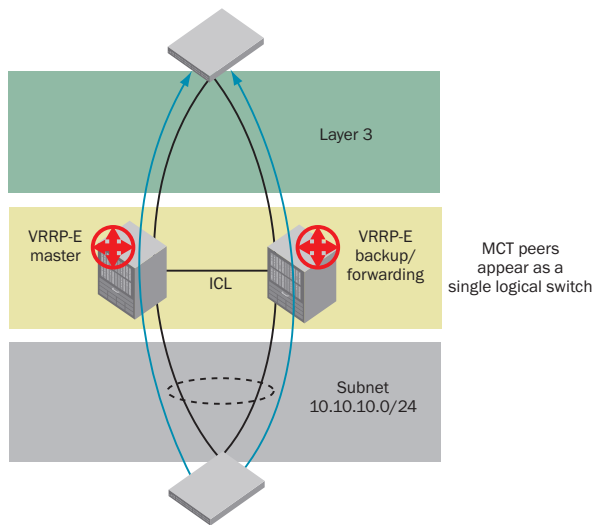 Layer 3
VRRP-E
master
VRRP-E
backup/
forwarding
ICL
MCT peers
appear as a
single logical switch
Subnet
10.10.10.0/24